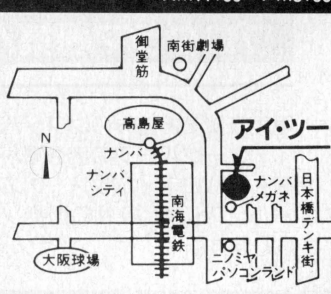 御堂筋
南街劇場
高島屋
アイ・ツー
N
ナンバ
ナンバシティ
ナンバメガネ
日本橋デンキ街
南海電鉄
大阪球場
ニノミヤ
パソコンランド